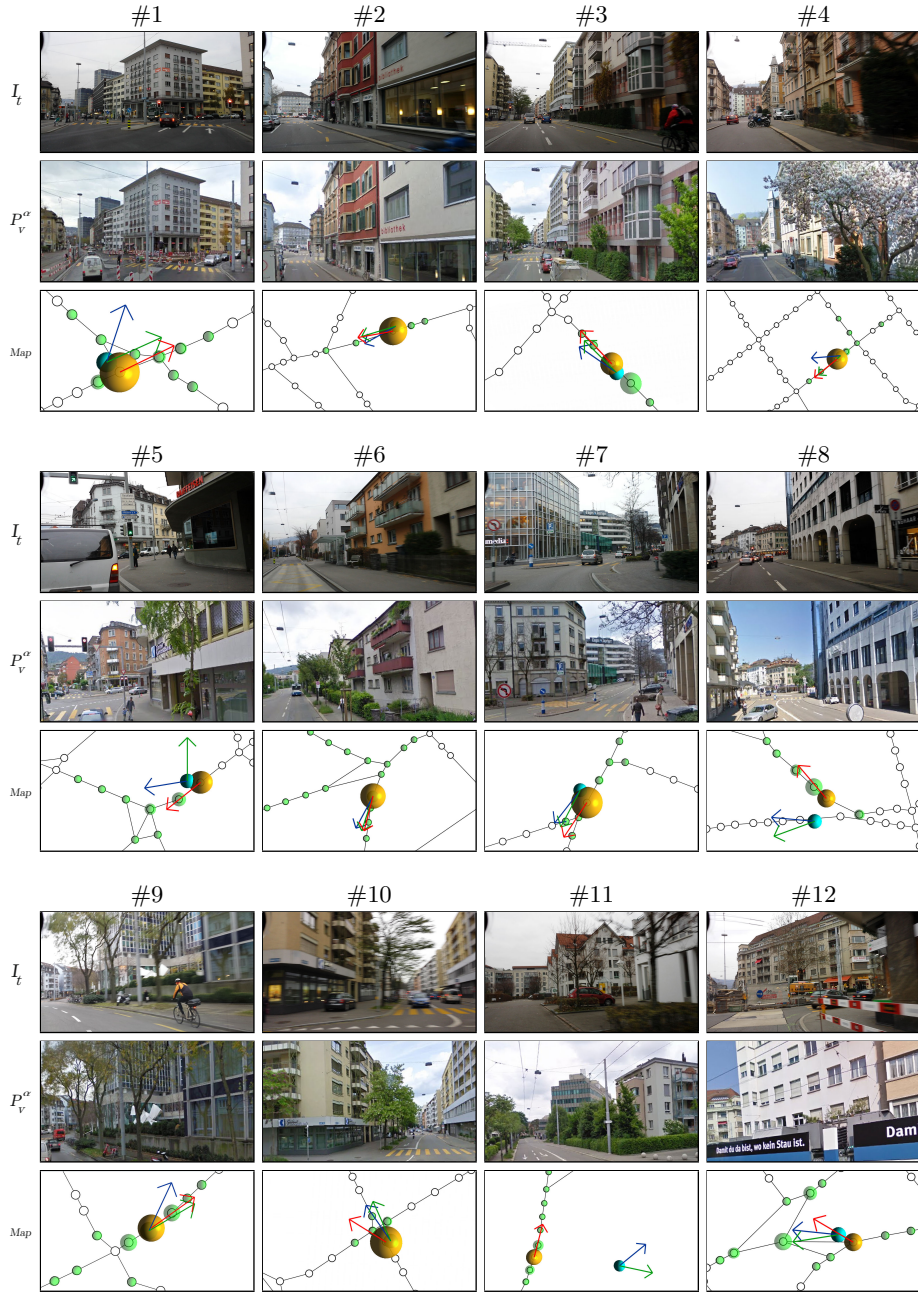 #1 #2 #3 #4
I_t
bibliothek
P_v^α
bibliothek
Map
#5 #6 #7 #8
I_t
media
P_v^α
Map
#9 #10 #11 #12
I_t
P_v^α
Damit du da bist, wo kein Stau ist.
Dam
Map